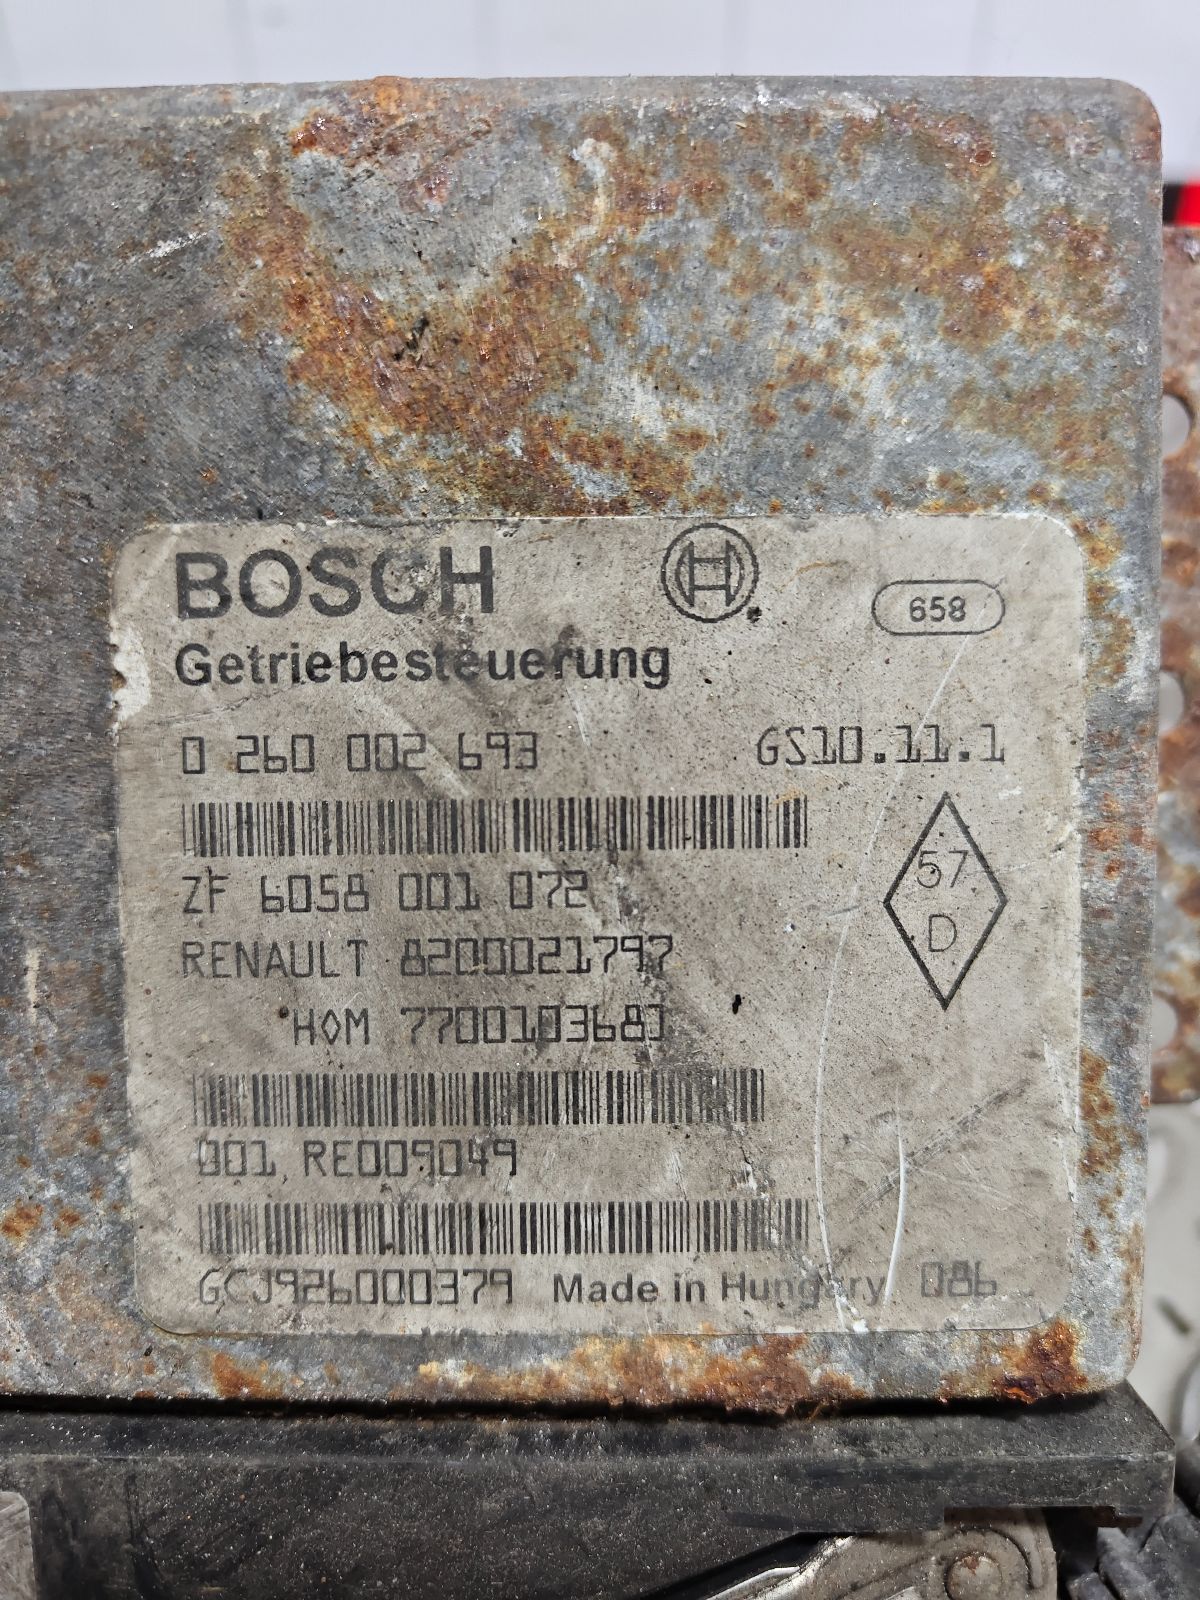 BOSCH
658
Getriebesteuerung
0 260 002 693 GS10.11.1
ZF 6058 001 072
57
D
RENAULT 8200021797
HOM 7700103683
001 RE009049
GCJ926000379 Made in Hungary 086